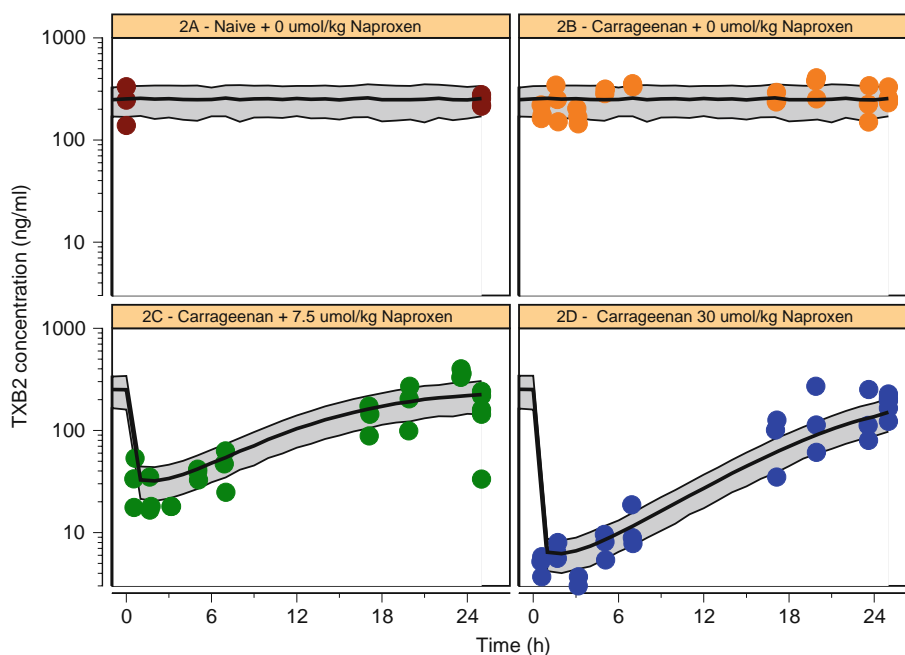 2A - Naive + 0 umol/kg Naproxen
2B - Carrageenan + 0 umol/kg Naproxen
1000
100
10
TXB2 concentration (ng/ml)
2C - Carrageenan + 7.5 umol/kg Naproxen
2D -  Carrageenan 30 umol/kg Naproxen
1000
100
10
0 6 12 18 24
0 6 12 18 24
Time (h)